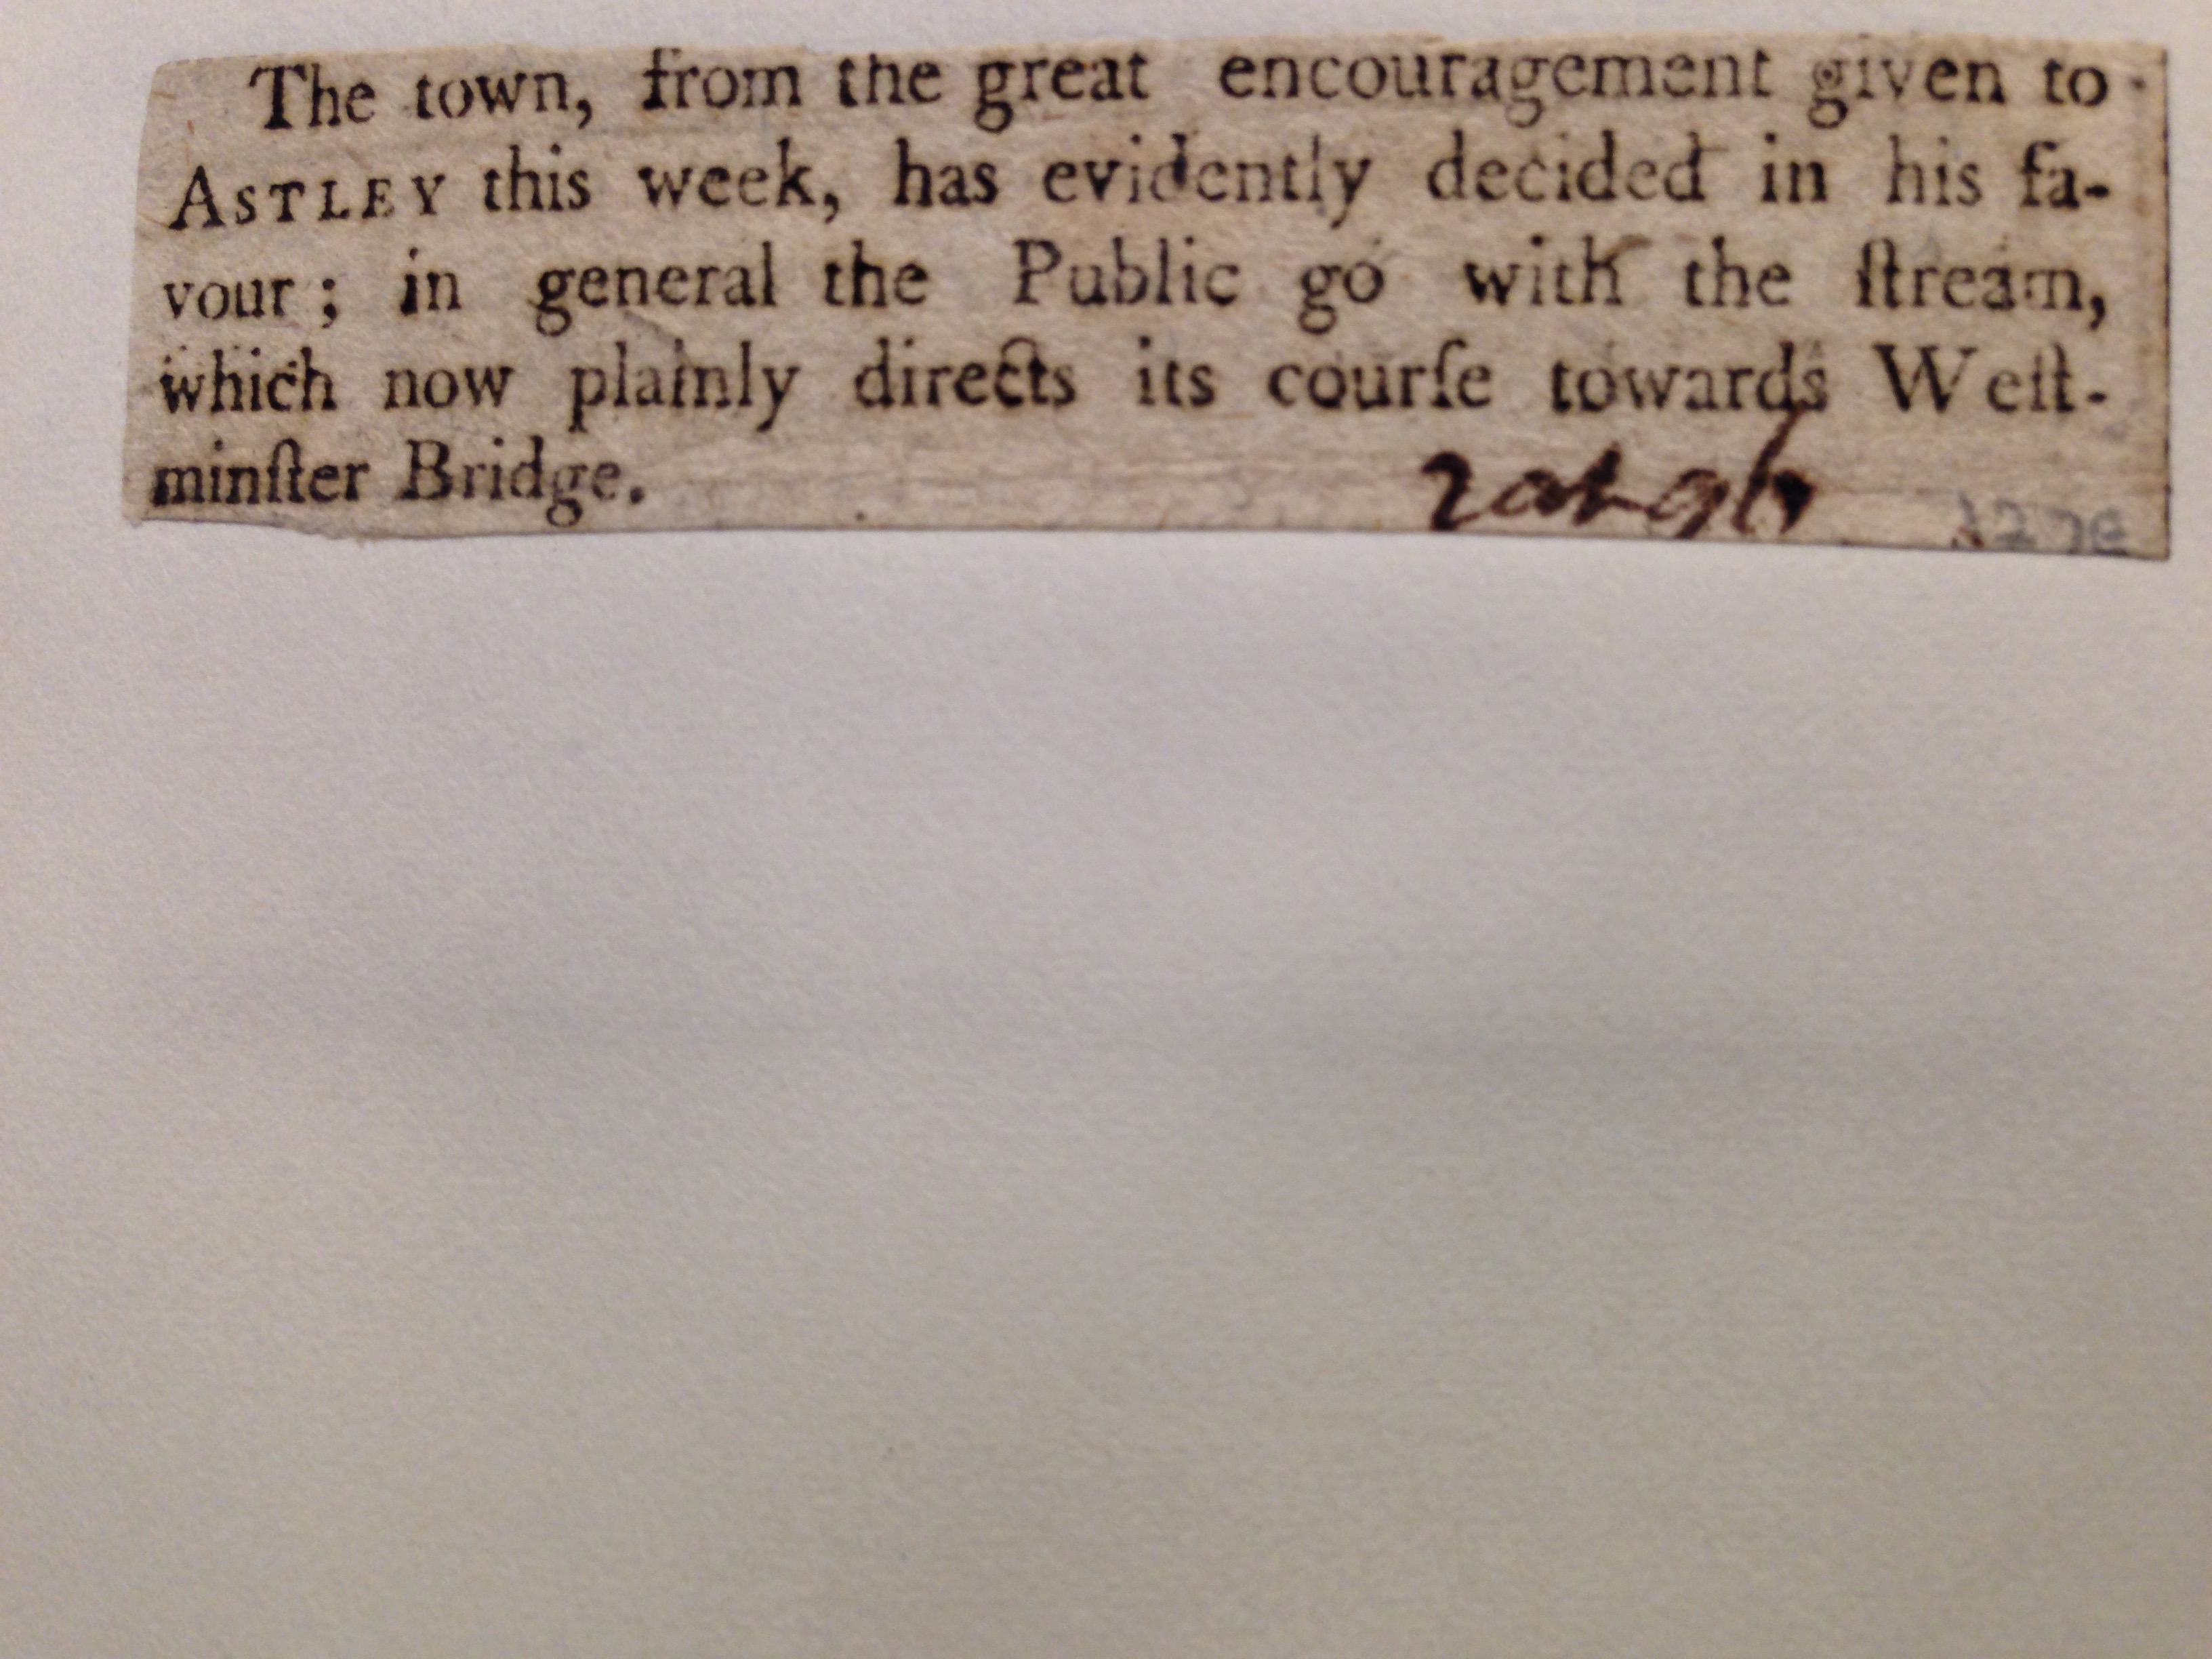 The town, from the great encouragement given to
ASTLEY this week, has evidently decided in his fa-
vour; in general the Public go with the ſtream,
which now plainly directs its courſe towards Weſt-
minſter Bridge.